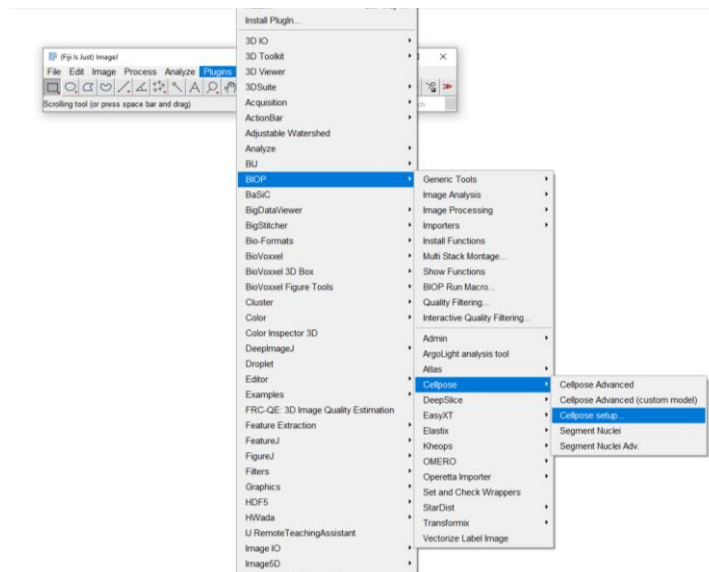 Install PlugIn...
3D IO
3D Toolkit
3D Viewer
3DSuite
Acquisition
ActionBar
Adjustable Watershed
Analyze
BIJ
BIOP
BaSiC
BigDataViewer
BigStitcher
Bio-Formats
BioVoxxel
BioVoxxel 3D Box
BioVoxxel Figure Tools
Cluster
Color
Color Inspector 3D
DeepImageJ
Droplet
Editor
Examples
FRC-QE: 3D Image Quality Estimation
Feature Extraction
FeatureJ
FigureJ
Filters
Graphics
HDF5
HWada
IJ RemoteTeachingAssistant
Image IO
Image5D
(Fiji Is Just) ImageJ
File Edit Image Process Analyze Plugins
Scrolling tool (or press space bar and drag)
Generic Tools
Image Analysis
Image Processing
Importers
Install Functions
Multi Stack Montage...
Show Functions
BIOP Run Macro...
Quality Filtering...
Interactive Quality Filtering...
Admin
ArgoLight analysis tool
Atlas
Cellpose
DeepSlice
EasyXT
Elastix
Kheops
OMERO
Operetta Importer
Set and Check Wrappers
StarDist
Transformix
Vectorize Label Image
Cellpose Advanced
Cellpose Advanced (custom model)
Cellpose setup...
Segment Nuclei
Segment Nuclei Adv.